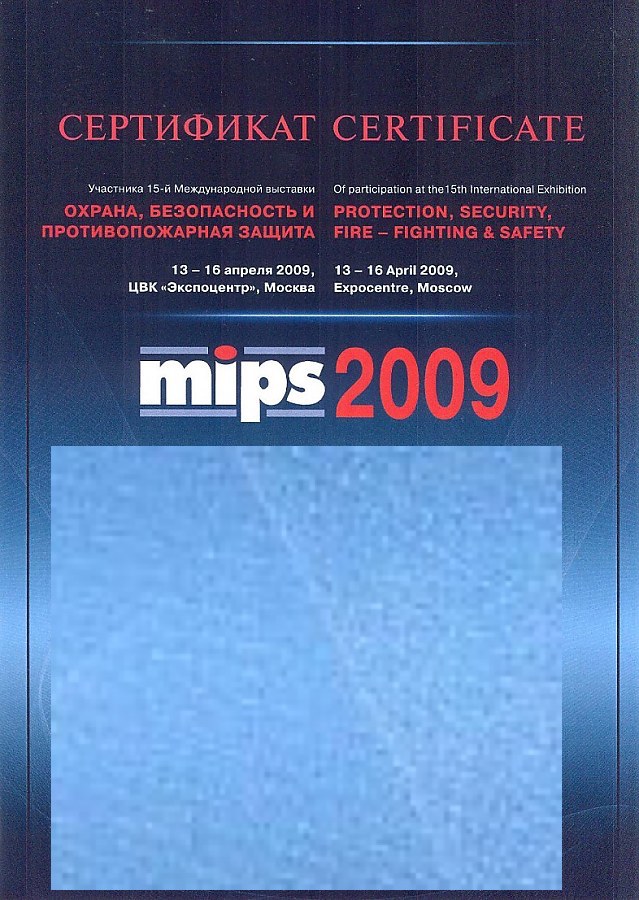 СЕРТИФИКАТ CERTIFICATE
Участника 15-й Международной выставки
ОХРАНА, БЕЗОПАСНОСТЬ И
ПРОТИВОПОЖАРНАЯ ЗАЩИТА
13 – 16 апреля 2009,
ЦВК «Экспоцентр», Москва
Of participation at the15th International Exhibition
PROTECTION, SECURITY,
FIRE – FIGHTING & SAFETY
13 – 16 April 2009,
Expocentre, Moscow
mips 2009